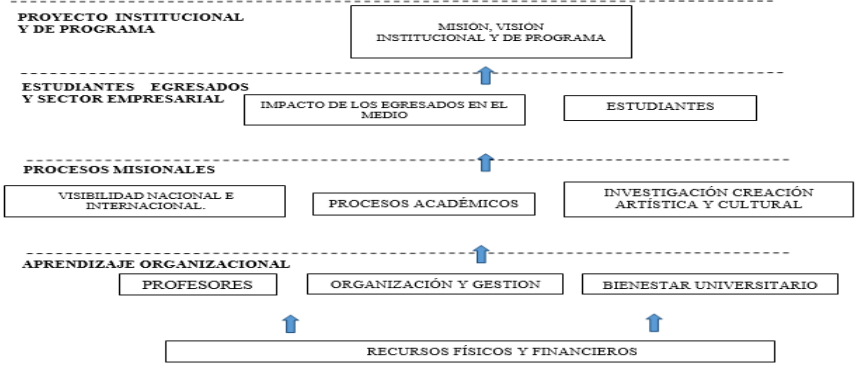 PROYECTO INSTITUCIONAL
Y DE PROGRAMA
MISIÓN, VISIÓN
INSTITUCIONAL Y DE PROGRAMA
ESTUDIANTES EGRESADOS
Y SECTOR EMPRESARIAL
IMPACTO DE LOS EGRESADOS EN EL
MEDIO
ESTUDIANTES
PROCESOS MISIONALES
VISIBILIDAD NACIONAL E
INTERNACIONAL.
PROCESOS ACADÉMICOS
INVESTIGACIÓN CREACIÓN
ARTÍSTICA Y CULTURAL
APRENDIZAJE ORGANIZACIONAL
PROFESORES
ORGANIZACIÓN Y GESTION
BIENESTAR UNIVERSITARIO
RECURSOS FÍSICOS Y FINANCIEROS